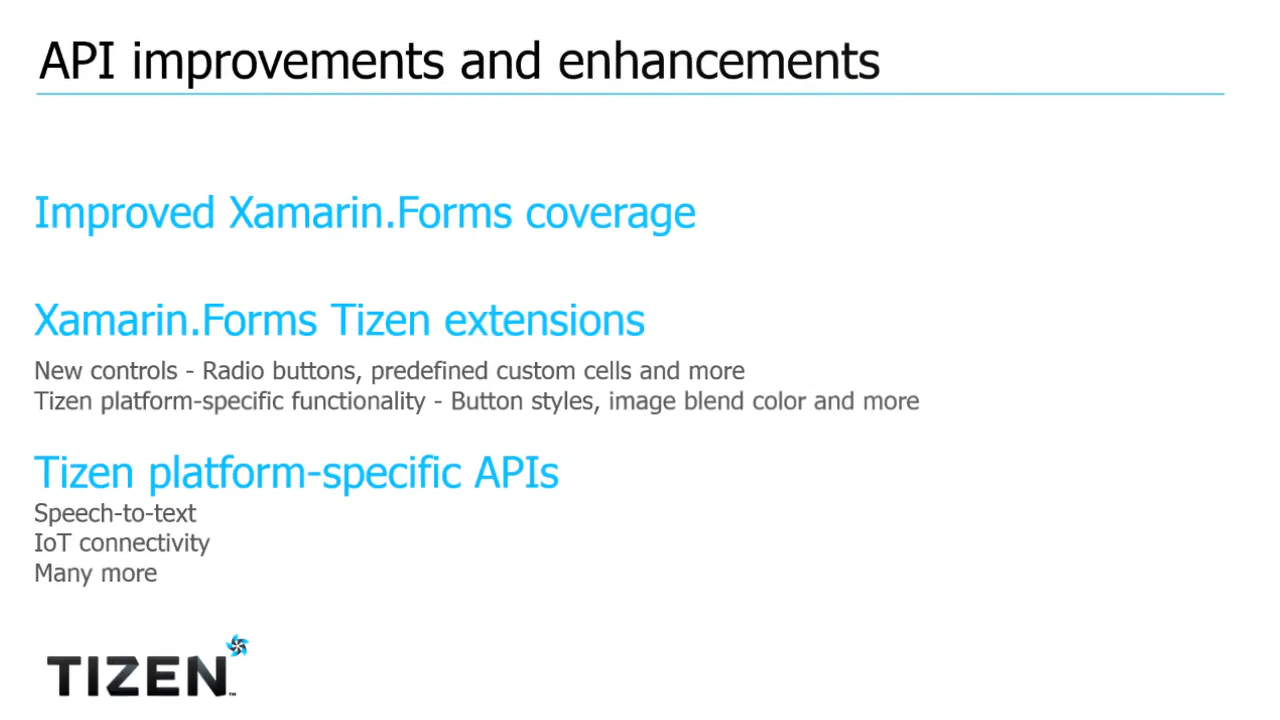 API improvements and enhancements
Improved Xamarin.Forms coverage
Xamarin.Forms Tizen extensions
New controls - Radio buttons, predefined custom cells and more
Tizen platform-specific functionality - Button styles, image blend color and more
Tizen platform-specific APIs
Speech-to-text
IoT connectivity
Many more
TIZEN™